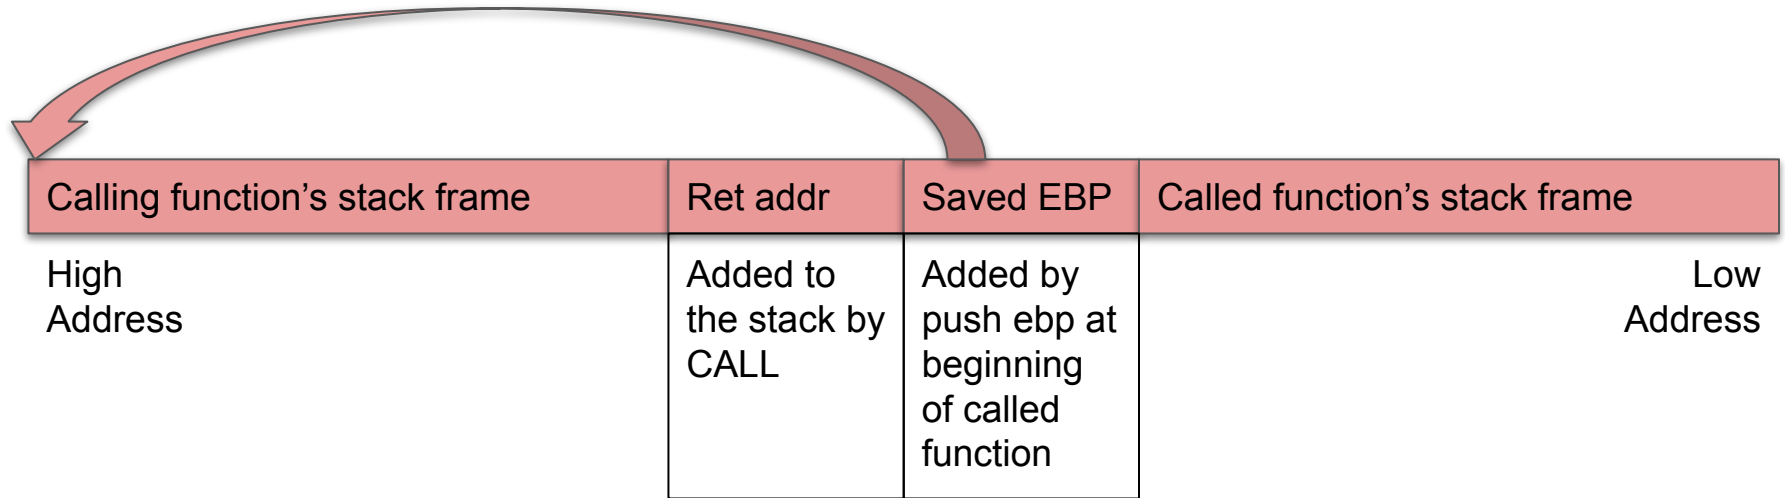 Calling function’s stack frame
Ret addr
Saved EBP
Called function’s stack frame
High
Address
Added to
the stack by
CALL
Added by
push ebp at
beginning
of called
function
Low
Address